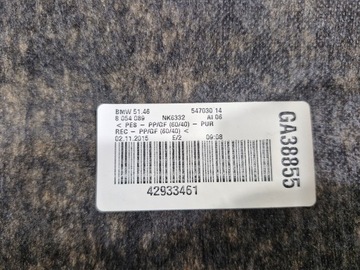 BMW 51.46 547030 14
8 054 089 NK6332 AI 06
< PES - PP/GF (60/40) - PUR
REC - PP/GF (60/40) <
02.11.2015 E/2 09:08
42933461
GA38855